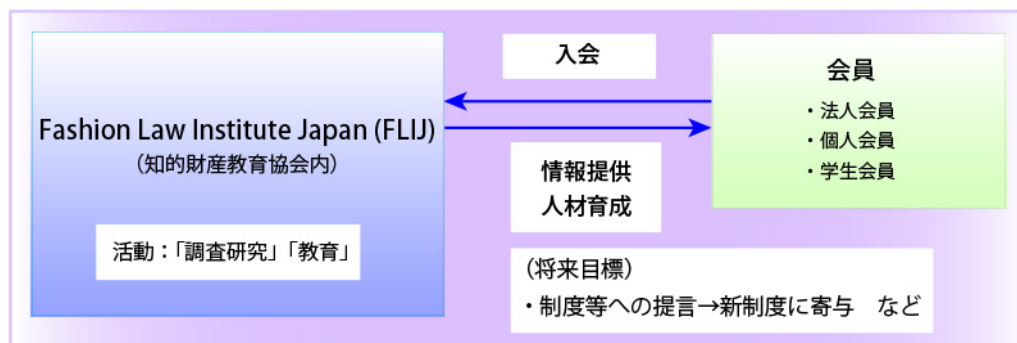 Fashion Law Institute Japan (FLIJ)
（知的財産教育協会内）
活動：「調査研究」「教育」
入会
情報提供
人材育成
会員
・法人会員
・個人会員
・学生会員
（将来目標）
・制度等への提言→新制度に寄与　など